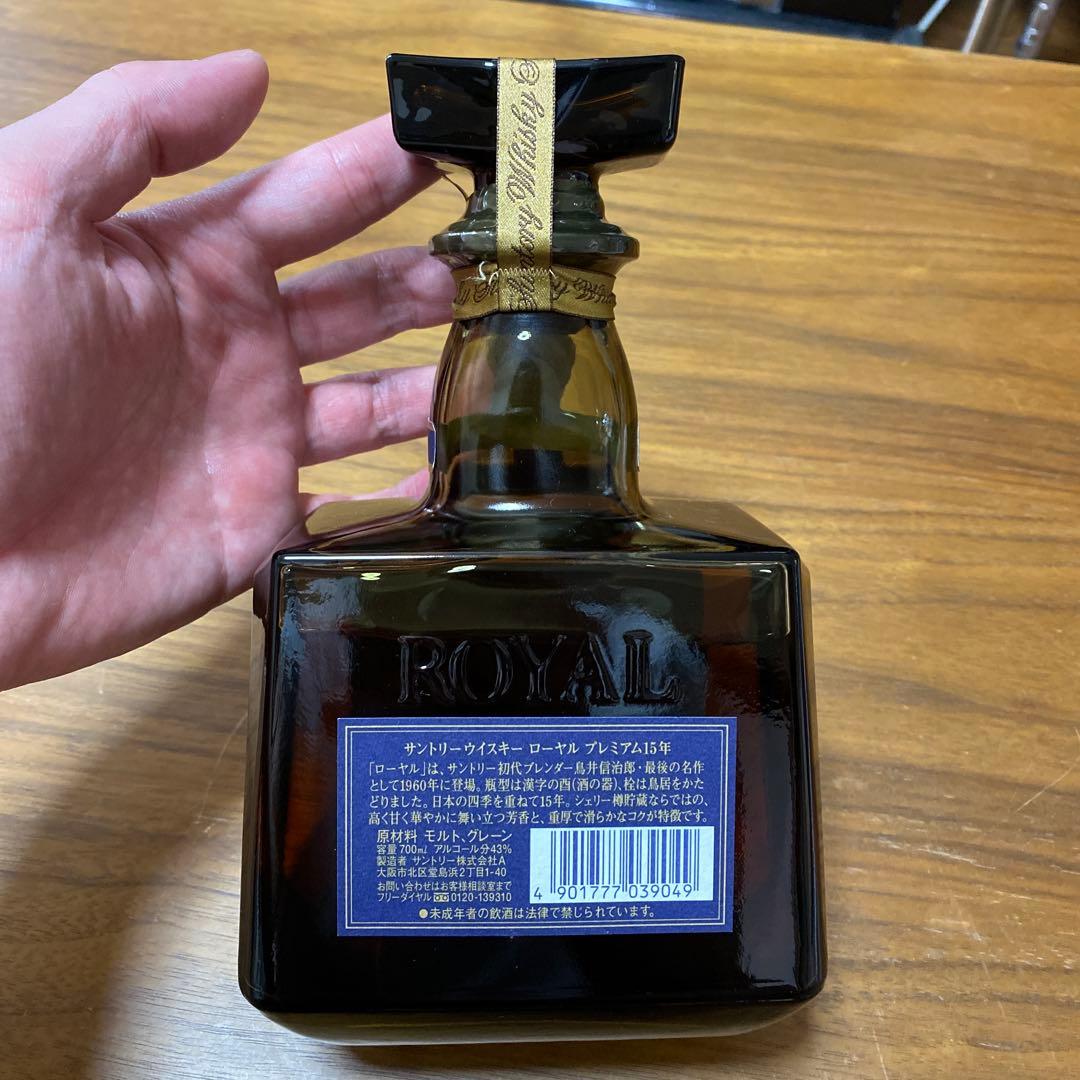 Suntory Whisky
ROYAL
サントリーウイスキー ローヤル プレミアム15年
「ローヤル」は、サントリー初代ブレンダー鳥井信治郎・最後の名作
として1960年に登場。瓶型は漢字の酉(酒の器)、栓は鳥居をかた
どりました。日本の四季を重ねて15年。シェリー樽貯蔵ならではの、
高く甘く華やかに舞い立つ芳香と、重厚で滑らかなコクが特徴です。
原材料 モルト、グレーン
容量 700ml アルコール分43%
製造者 サントリー株式会社A
大阪市北区堂島浜2丁目1-40
お問い合わせはお客様相談室まで
フリーダイヤル 0120-139310
4 901777 039049
●未成年者の飲酒は法律で禁じられています。